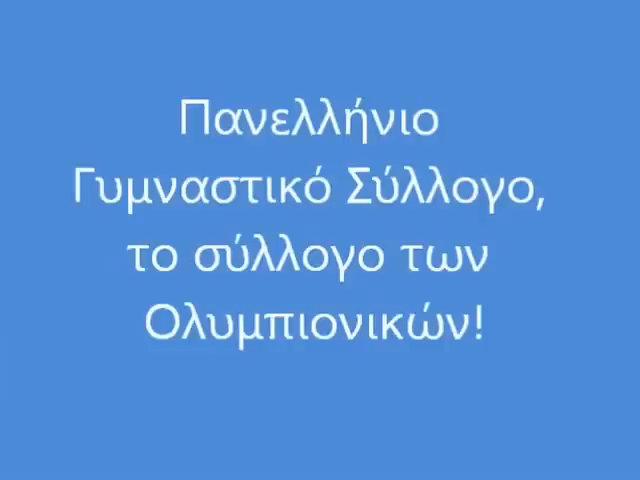 Πανελλήνιο
Γυμναστικό Σύλλογο,
το σύλλογο των
Ολυμπιονικών!